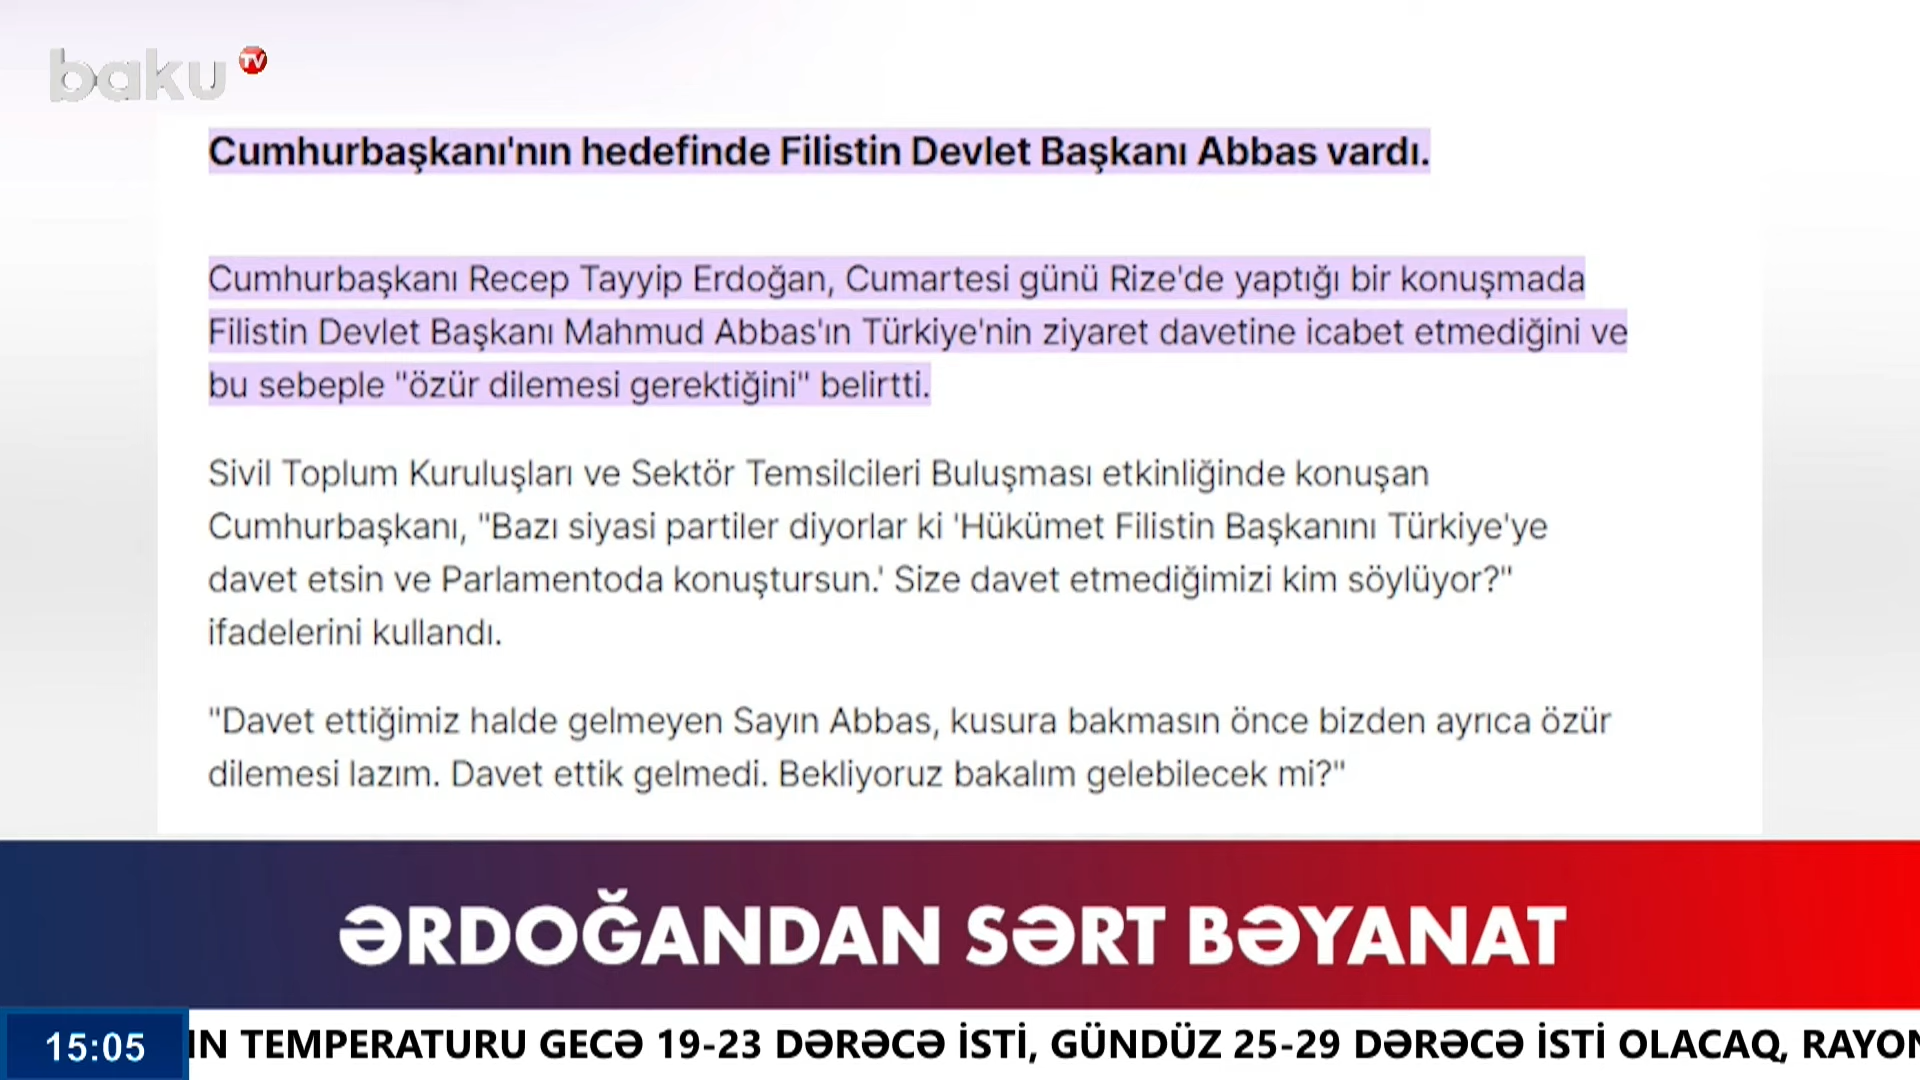 baku TV
Cumhurbaşkanı'nın hedefinde Filistin Devlet Başkanı Abbas vardı.
Cumhurbaşkanı Recep Tayyip Erdoğan, Cumartesi günü Rize'de yaptığı bir konuşmada
Filistin Devlet Başkanı Mahmud Abbas'ın Türkiye'nin ziyaret davetine icabet etmediğini ve
bu sebeple "özür dilemesi gerektiğini" belirtti.
Sivil Toplum Kuruluşları ve Sektör Temsilcileri Buluşması etkinliğinde konuşan
Cumhurbaşkanı, "Bazı siyasi partiler diyorlar ki 'Hükümet Filistin Başkanını Türkiye'ye
davet etsin ve Parlamentoda konuştursun.' Size davet etmediğimizi kim söylüyor?"
ifadelerini kullandı.
"Davet ettiğimiz halde gelmeyen Sayın Abbas, kusura bakmasın önce bizden ayrıca özür
dilemesi lazım. Davet ettik gelmedi. Bekliyoruz bakalım gelebilecek mi?"
ƏRDOĞANDAN SƏRT BƏYANAT
15:05 IN TEMPERATURU GECƏ 19-23 DƏRƏCƏ İSTİ, GÜNDÜZ 25-29 DƏRƏCƏ İSTİ OLACAQ, RAYON